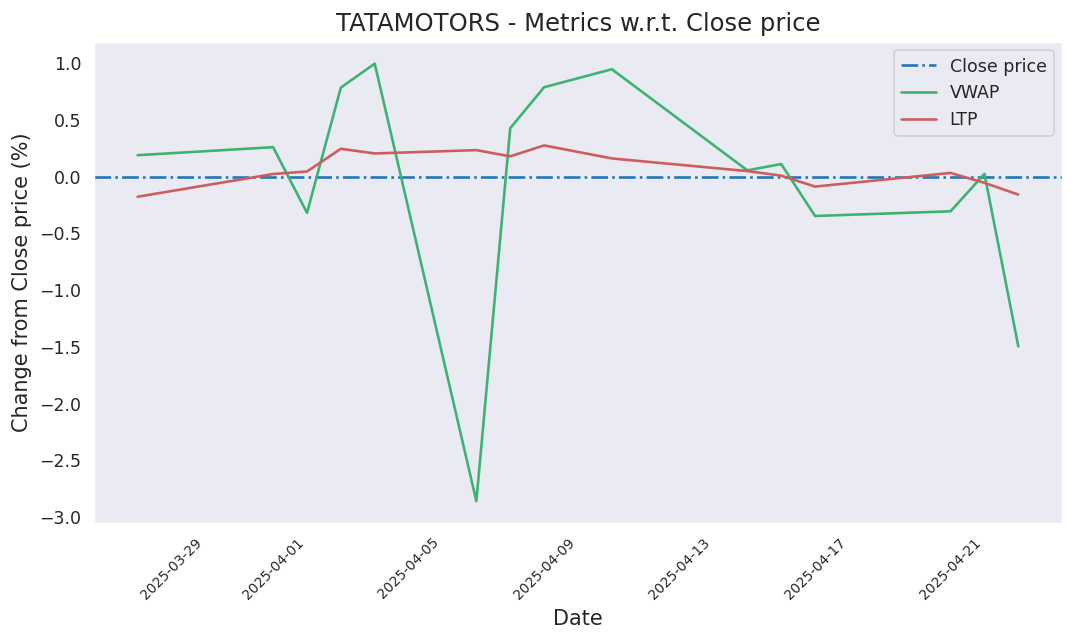 TATAMOTORS - Metrics w.r.t. Close price
Close price
VWAP
LTP
Change from Close price (%)
1.0
0.5
0.0
−0.5
−1.0
−1.5
−2.0
−2.5
−3.0
2025-03-29
2025-04-01
2025-04-05
2025-04-09
2025-04-13
2025-04-17
2025-04-21
Date